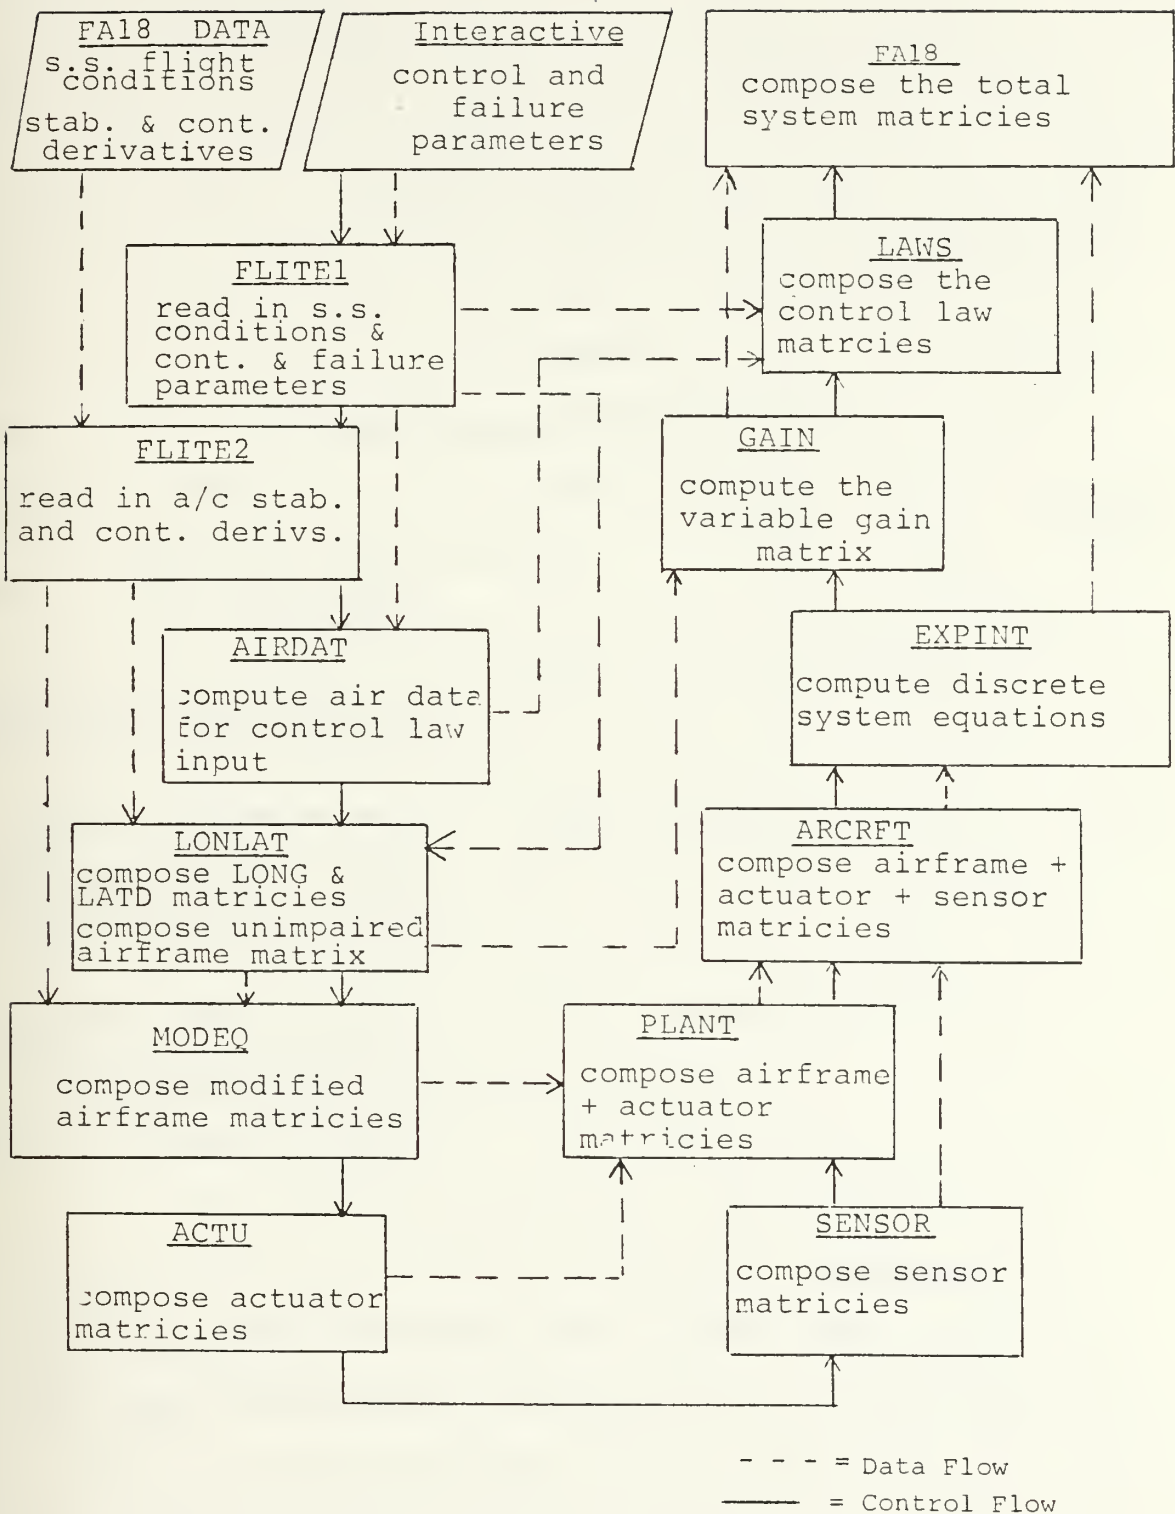 FA18 DATA
s.s. flight
conditions
stab. & cont.
derivatives
Interactive
control and
failure
parameters
FA18
compose the total
system matricies
FLITE1
read in s.s.
conditions &
cont. & failure
parameters
LAWS
compose the
control law
matrcies
FLITE2
read in a/c stab.
and cont. derivs.
GAIN
compute the
variable gain
matrix
AIRDAT
compute air data
for control law
input
EXPINT
compute discrete
system equations
LONLAT
compose LONG &
LATD matricies
compose unimpaired
airframe matrix
ARCRFT
compose airframe +
actuator + sensor
matricies
MODEQ
compose modified
airframe matricies
PLANT
compose airframe
+ actuator
matricies
ACTU
compose actuator
matricies
SENSOR
compose sensor
matricies
- - - = Data Flow
—— = Control Flow